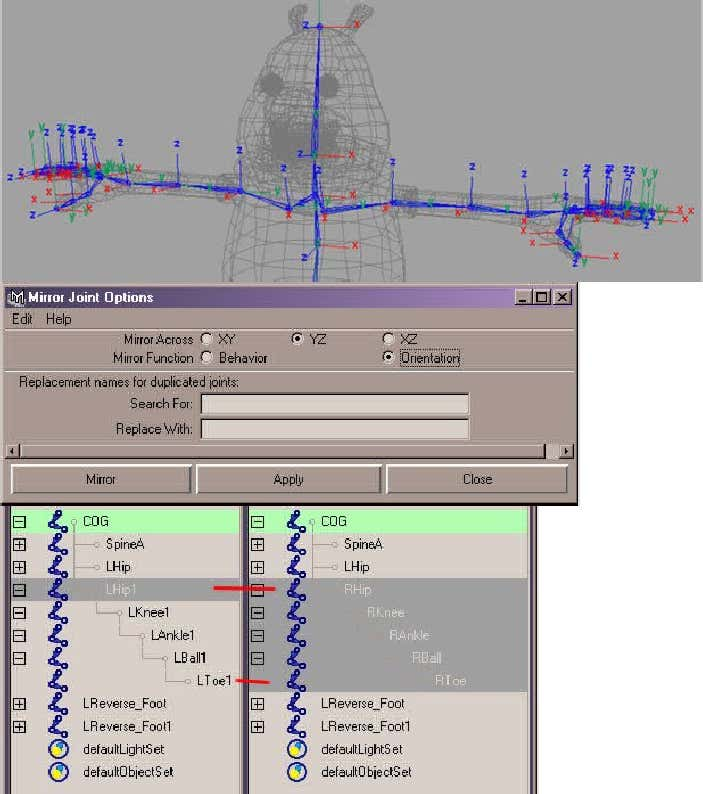 Mirror Joint Options
Edit Help
Mirror Across XY YZ XZ
Mirror Function Behavior Orientation
Replacement names for duplicated joints:
Search For:
Replace With:
Mirror Apply Close
COG
SpineA
LHip
LHip1
LKnee1
LAnkle1
LBall1
LToe1
LReverse_Foot
LReverse_Foot1
defaultLightSet
defaultObjectSet
COG
SpineA
LHip
RHip
RKnee
RAnkle
RBall
RToe
LReverse_Foot
LReverse_Foot1
defaultLightSet
defaultObjectSet